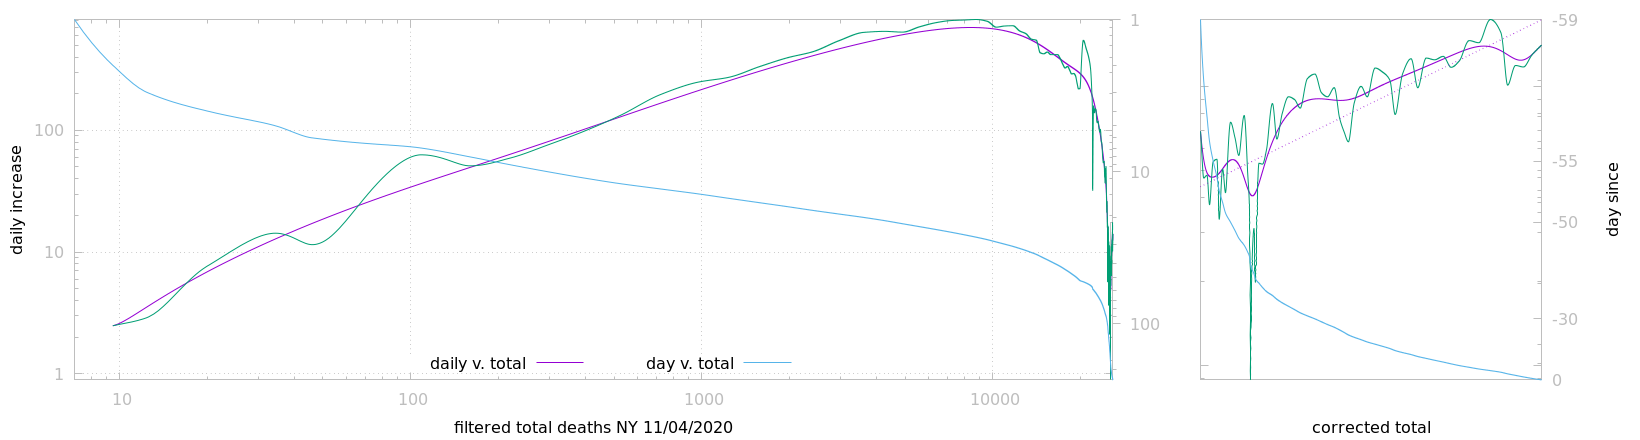 daily increase
100
10
1
10
100
1000
10000
filtered total deaths NY 11/04/2020
daily v. total
day v. total
1
10
100
-59
-55
-50
-30
0
day since
corrected total